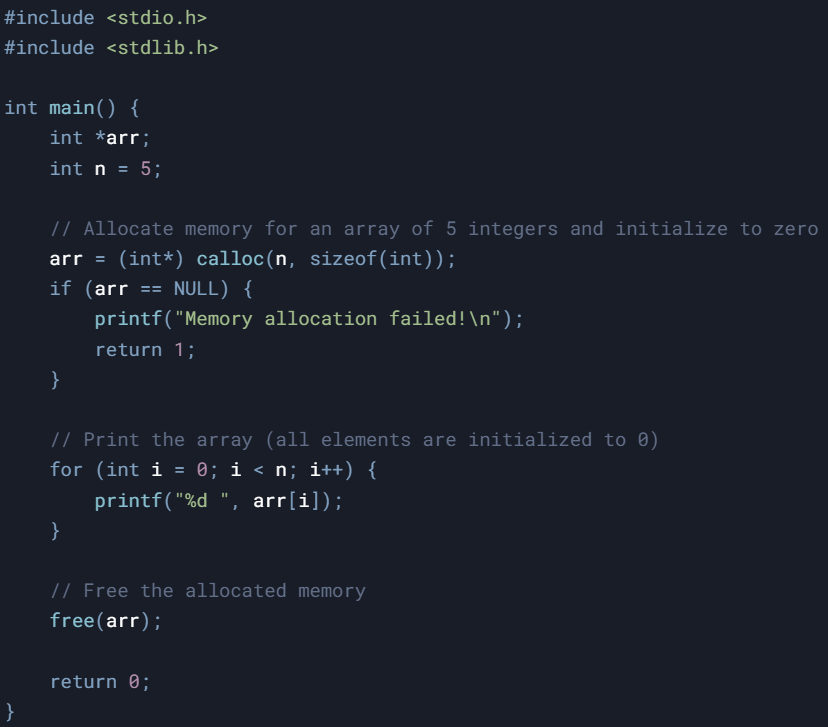 #include <stdio.h>
#include <stdlib.h>

int main() {
    int *arr;
    int n = 5;

    // Allocate memory for an array of 5 integers and initialize to zero
    arr = (int*) calloc(n, sizeof(int));
    if (arr == NULL) {
        printf("Memory allocation failed!\n");
        return 1;
    }

    // Print the array (all elements are initialized to 0)
    for (int i = 0; i < n; i++) {
        printf("%d ", arr[i]);
    }

    // Free the allocated memory
    free(arr);

    return 0;
}